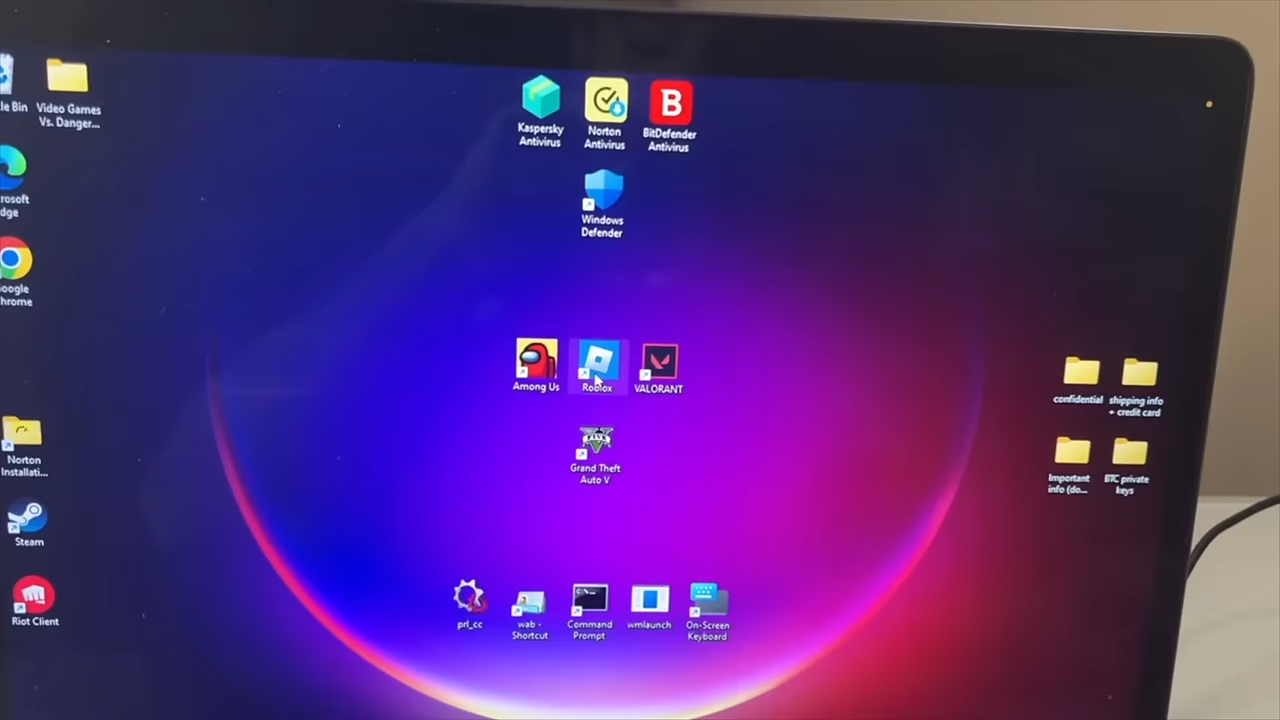 le Bin
Video Games
Vs. Danger...
Kaspersky
Antivirus
Norton
Antivirus
B
BitDefender
Antivirus
rosoft
dge
Windows
Defender
oogle
hrome
Among Us
Roblox
VALORANT
confidential
shipping info
+ credit card
FIVE
Grand Theft
Auto V
Norton
Installati...
Important
info (do...
BTC private
keys
Steam
Riot Client
prl_cc
wab -
Shortcut
Command
Prompt
wmlaunch
On-Screen
Keyboard